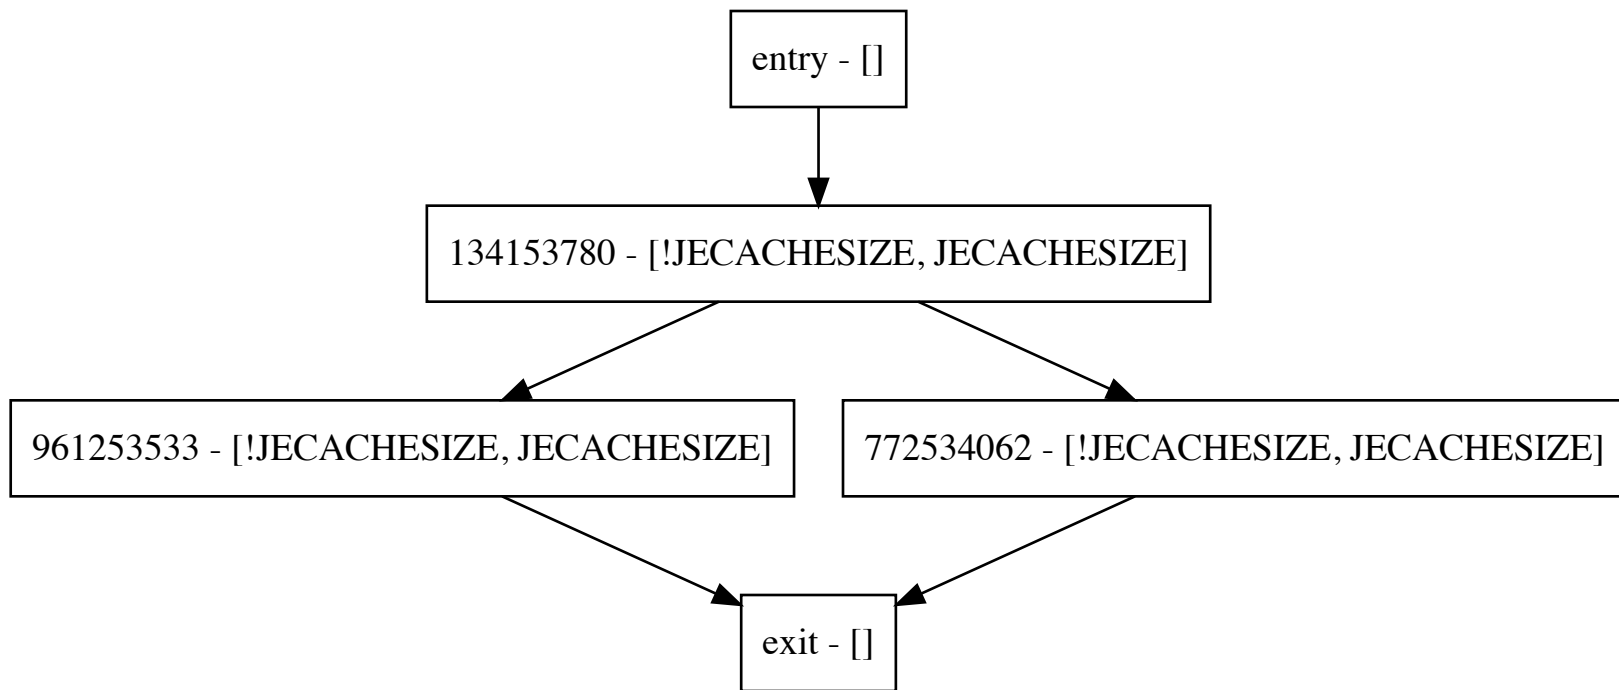 entry - []
134153780 - [!JECACHESIZE, JECACHESIZE]
961253533 - [!JECACHESIZE, JECACHESIZE]
772534062 - [!JECACHESIZE, JECACHESIZE]
exit - []